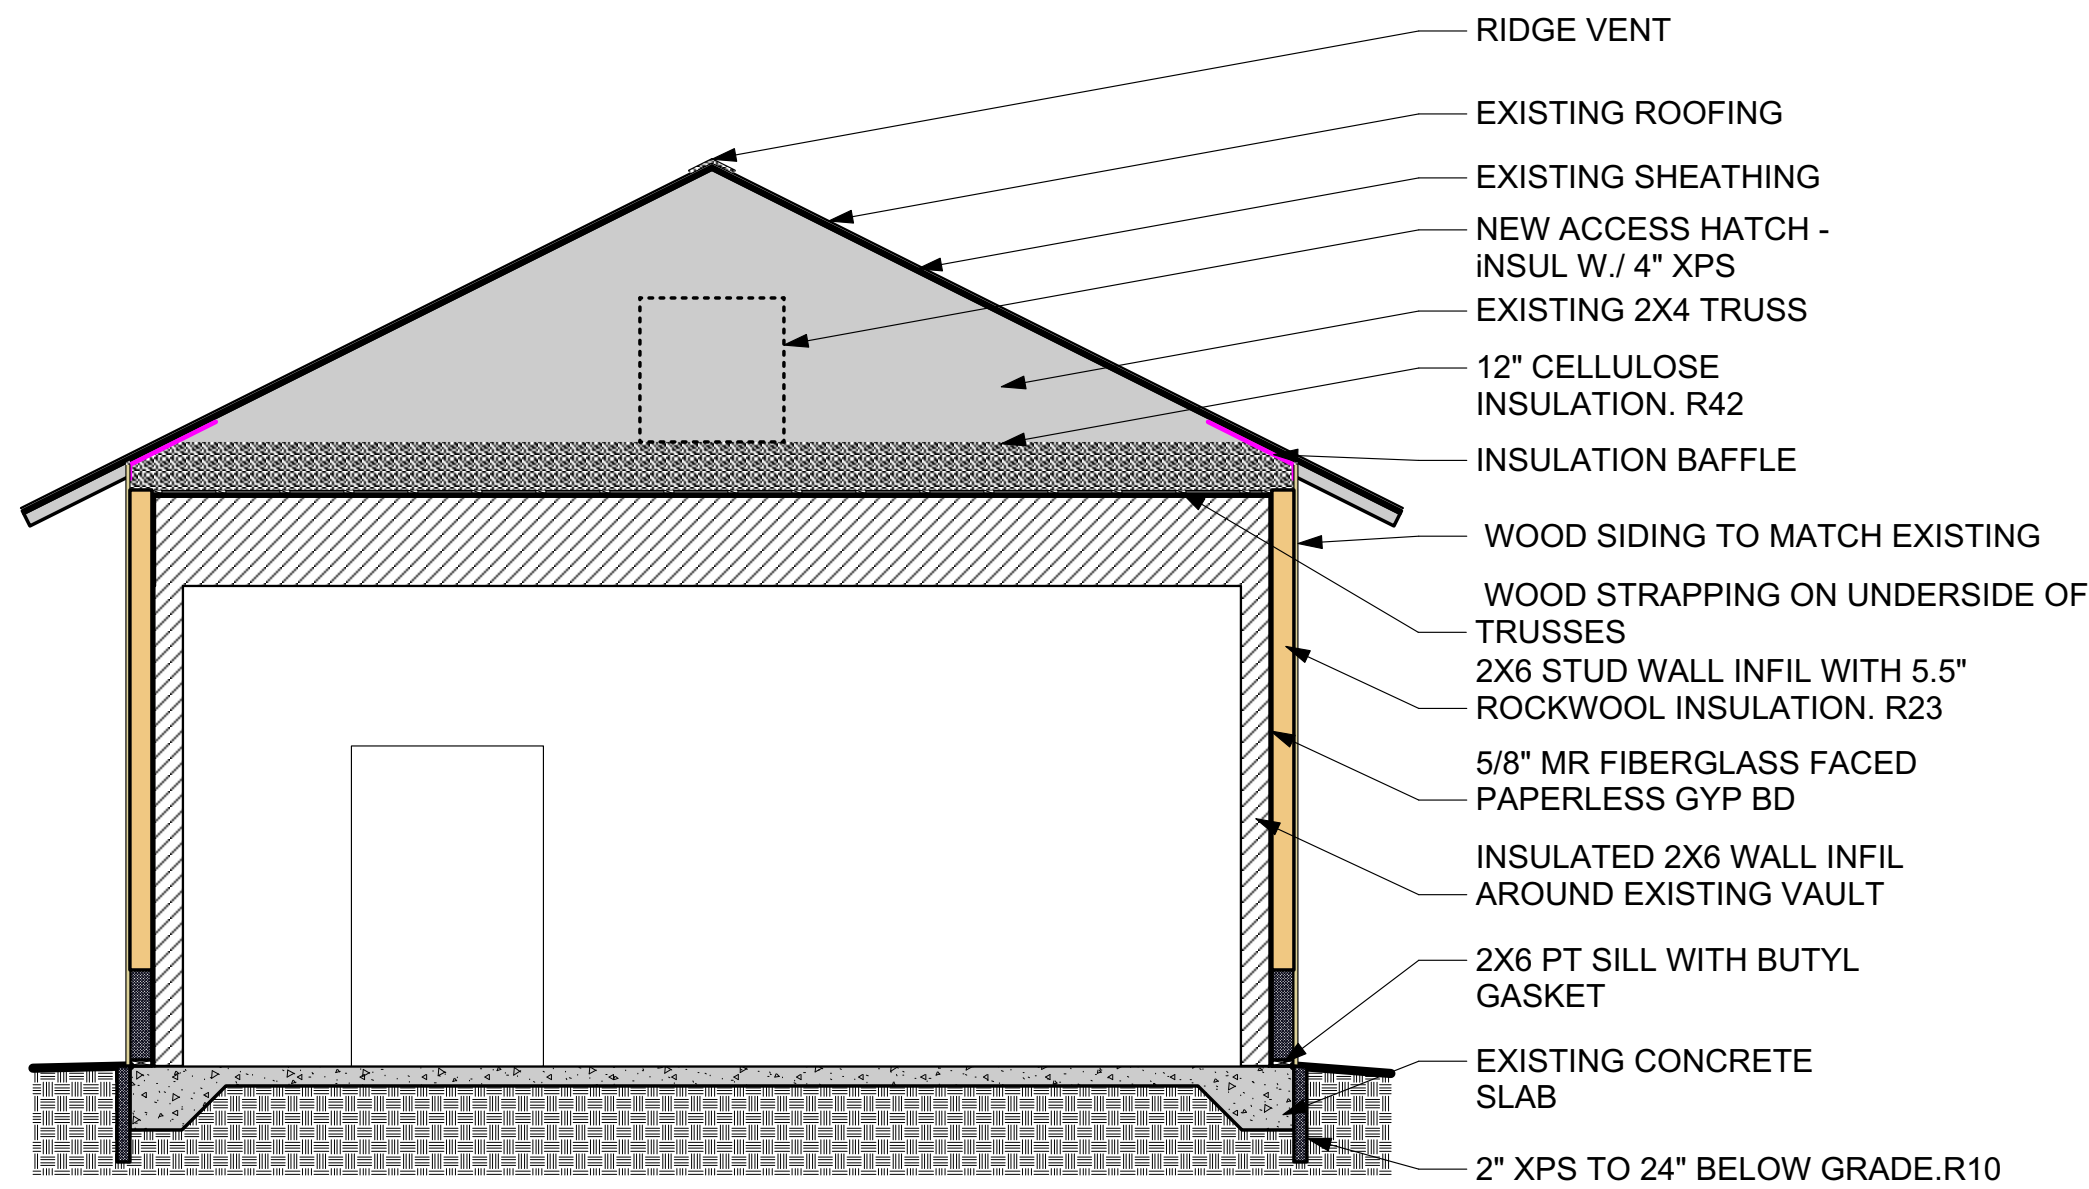 RIDGE VENT
EXISTING ROOFING
EXISTING SHEATHING
NEW ACCESS HATCH -
iNSUL W./ 4" XPS
EXISTING 2X4 TRUSS
12" CELLULOSE
INSULATION. R42
INSULATION BAFFLE
WOOD SIDING TO MATCH EXISTING
WOOD STRAPPING ON UNDERSIDE OF
TRUSSES
2X6 STUD WALL INFIL WITH 5.5"
ROCKWOOL INSULATION. R23
5/8" MR FIBERGLASS FACED
PAPERLESS GYP BD
INSULATED 2X6 WALL INFIL
AROUND EXISTING VAULT
2X6 PT SILL WITH BUTYL
GASKET
EXISTING CONCRETE
SLAB
2" XPS TO 24" BELOW GRADE.R10